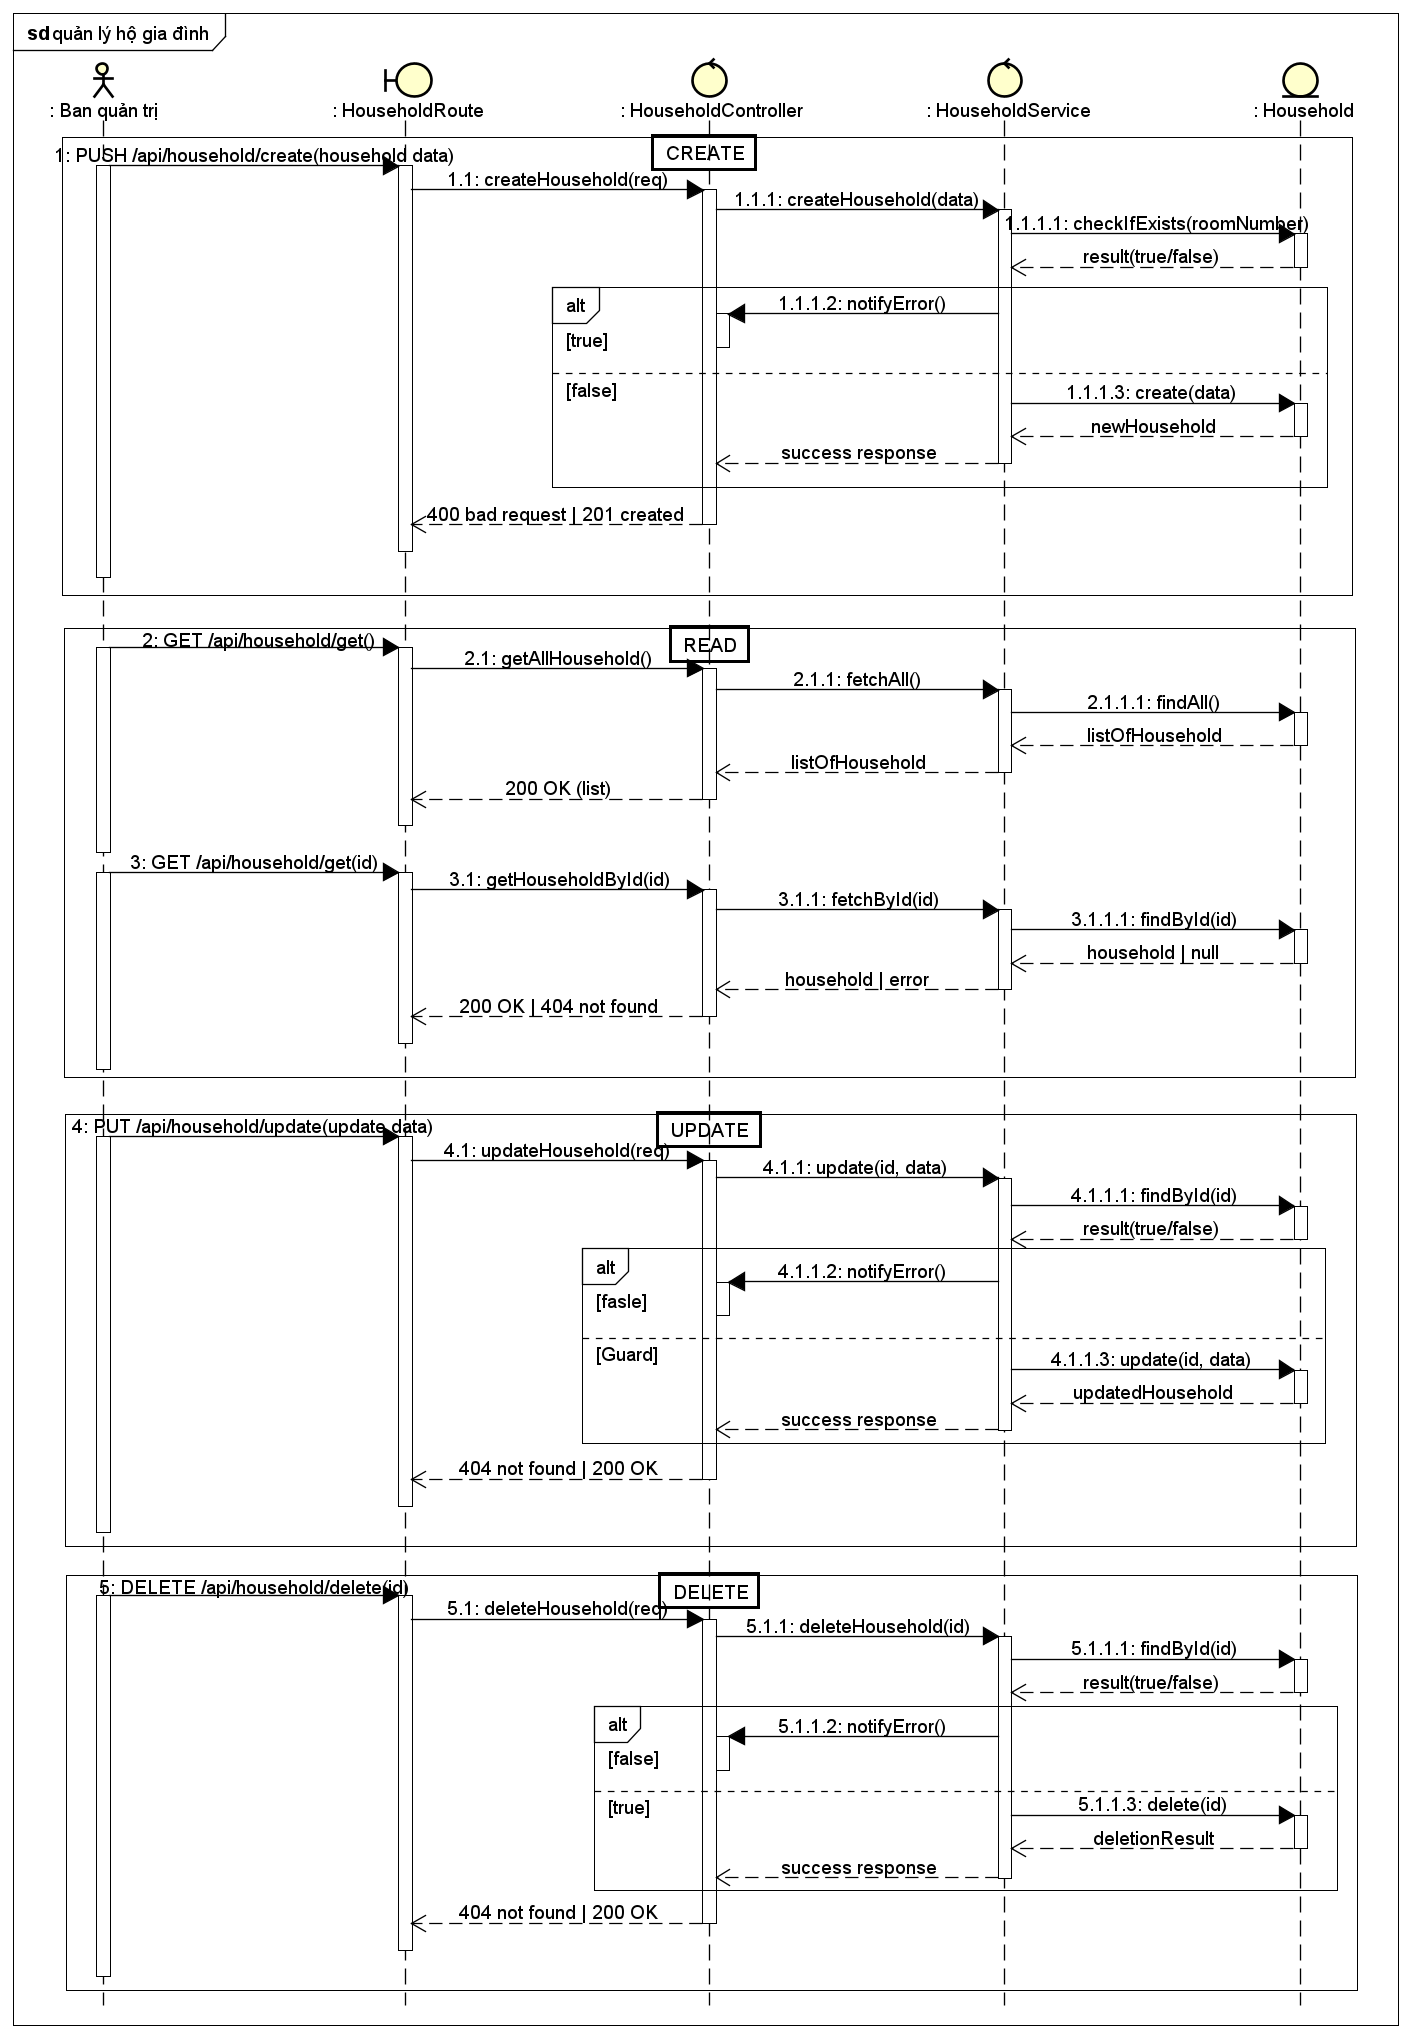 sd quản lý hộ gia đình
: Ban quản trị
: HouseholdRoute
: HouseholdController
: HouseholdService
: Household
CREATE
1: PUSH /api/household/create(household data)
1.1: createHousehold(req)
1.1.1: createHousehold(data)
1.1.1.1: checkIfExists(roomNumber)
result(true/false)
alt
1.1.1.2: notifyError()
[true]
[false]
1.1.1.3: create(data)
newHousehold
success response
400 bad request | 201 created
READ
2: GET /api/household/get()
2.1: getAllHousehold()
2.1.1: fetchAll()
2.1.1.1: findAll()
listOfHousehold
listOfHousehold
200 OK (list)
3: GET /api/household/get(id)
3.1: getHouseholdById(id)
3.1.1: fetchById(id)
3.1.1.1: findById(id)
household | null
household | error
200 OK | 404 not found
UPDATE
4: PUT /api/household/update(update data)
4.1: updateHousehold(req)
4.1.1: update(id, data)
4.1.1.1: findById(id)
result(true/false)
alt
4.1.1.2: notifyError()
[fasle]
[Guard]
4.1.1.3: update(id, data)
updatedHousehold
success response
404 not found | 200 OK
DELETE
5: DELETE /api/household/delete(id)
5.1: deleteHousehold(req)
5.1.1: deleteHousehold(id)
5.1.1.1: findById(id)
result(true/false)
alt
5.1.1.2: notifyError()
[false]
[true]
5.1.1.3: delete(id)
deletionResult
success response
404 not found | 200 OK